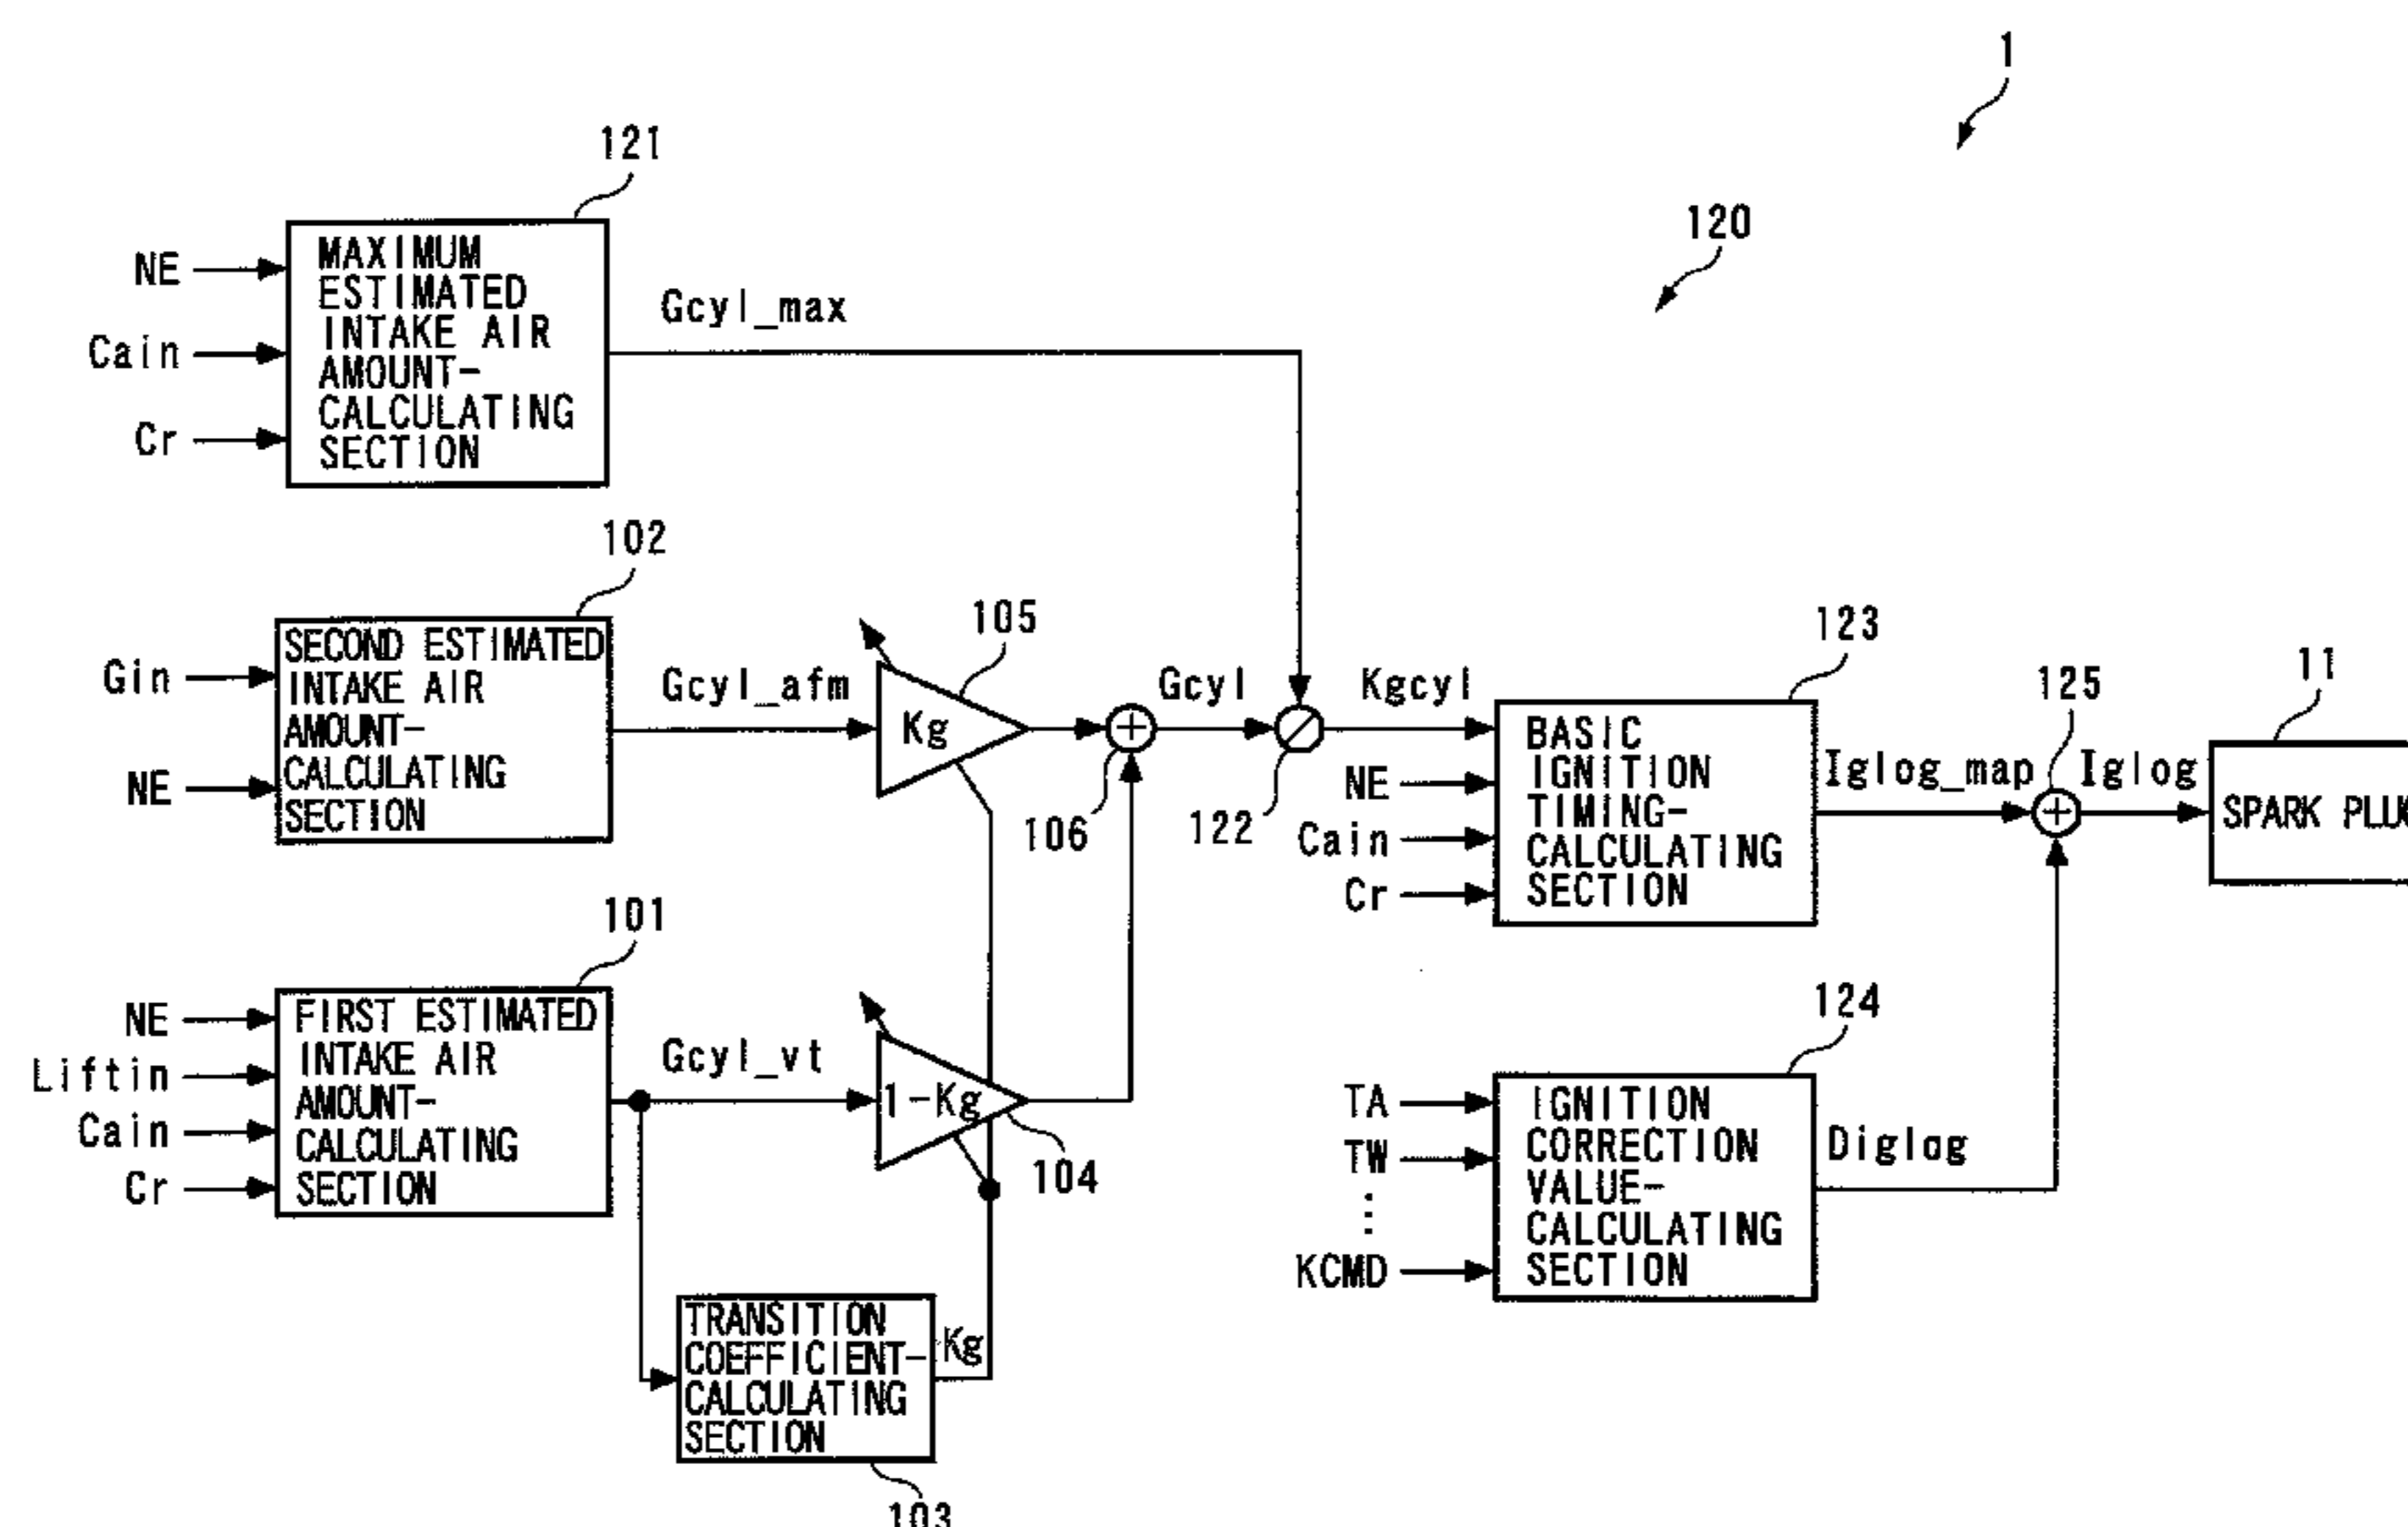 1
120
121
NE
Cain
Cr
MAXIMUM
ESTIMATED
INTAKE AIR
AMOUNT-
CALCULATING
SECTION
Gcyl_max
102
Gin
NE
SECOND ESTIMATED
INTAKE AIR
AMOUNT-
CALCULATING
SECTION
Gcyl_afm
105
Kg
106
Gcyl
122
Kgcyl
NE
Cain
Cr
123
BASIC
IGNITION
TIMING-
CALCULATING
SECTION
Iglog_map
125
Iglog
11
SPARK PLU
101
NE
Liftin
Cain
Cr
FIRST ESTIMATED
INTAKE AIR
AMOUNT-
CALCULATING
SECTION
Gcyl_vt
1-Kg
104
TRANSITION
COEFFICIENT-
CALCULATING
SECTION
Kg
103
124
TA
TW
⋮
KCMD
IGNITION
CORRECTION
VALUE-
CALCULATING
SECTION
Diglog